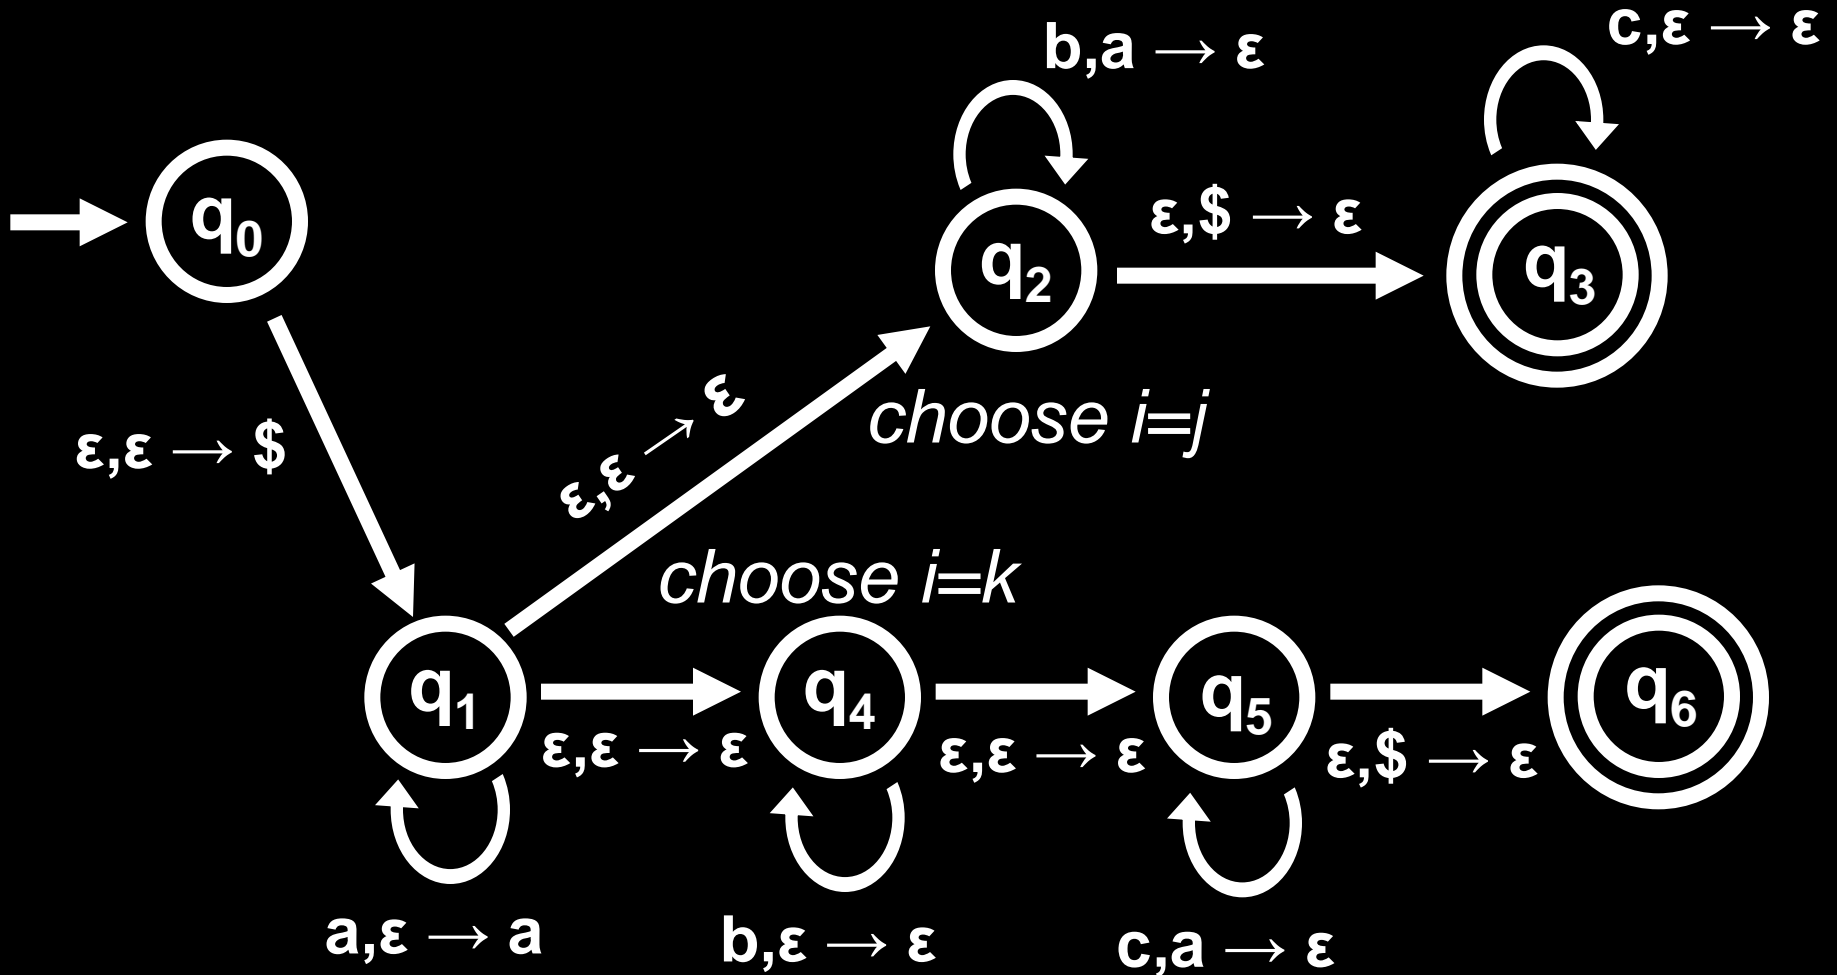 c,ε → ε
b,a → ε
q₀
ε,$ → ε
q₂
q₃
ε,ε → $
ε,ε → ε
choose i=j
choose i=k
q₁
q₄
q₅
q₆
ε,ε → ε
ε,ε → ε
ε,$ → ε
a,ε → a
b,ε → ε
c,a → ε